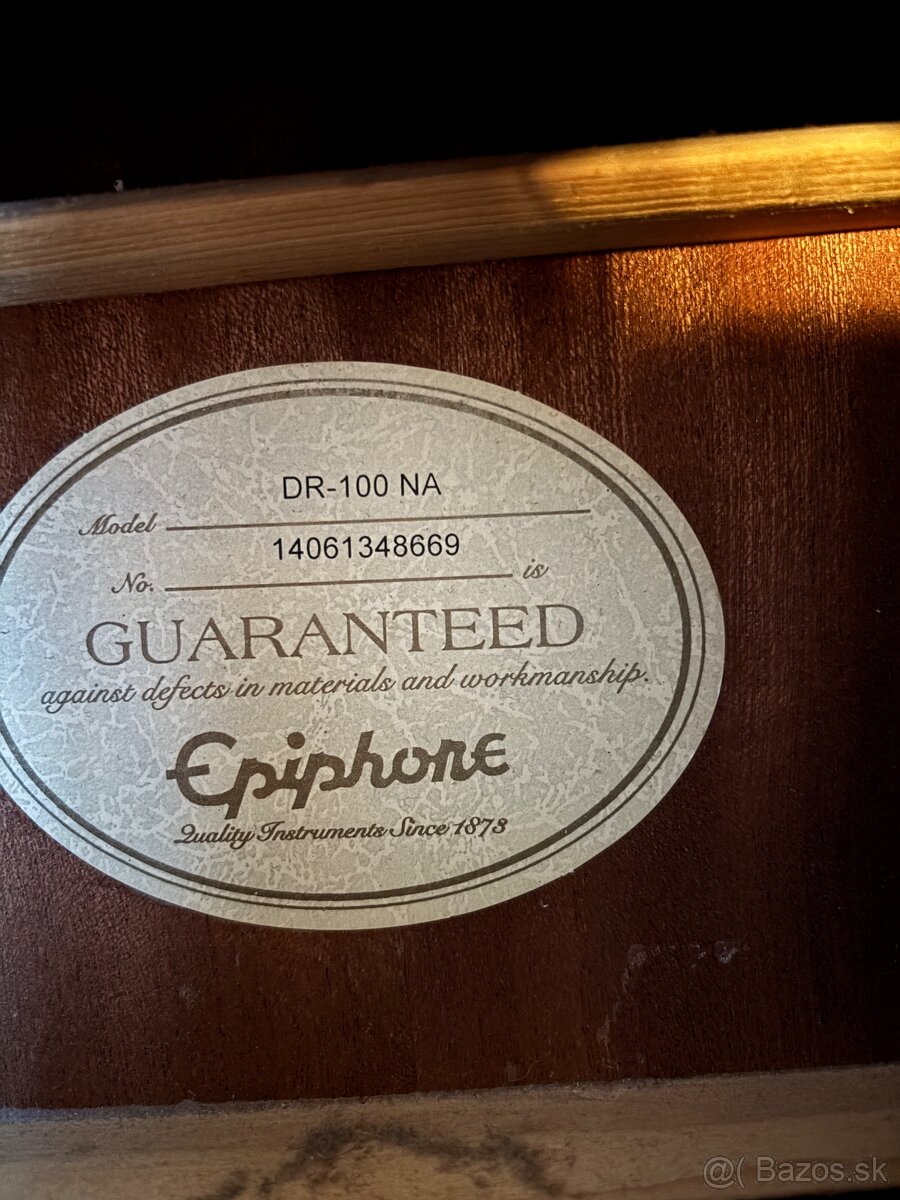 DR-100 NA
Model
14061348669
No. is
GUARANTEED
against defects in materials and workmanship.
Epiphone
Quality Instruments Since 1873
@( Bazos.sk